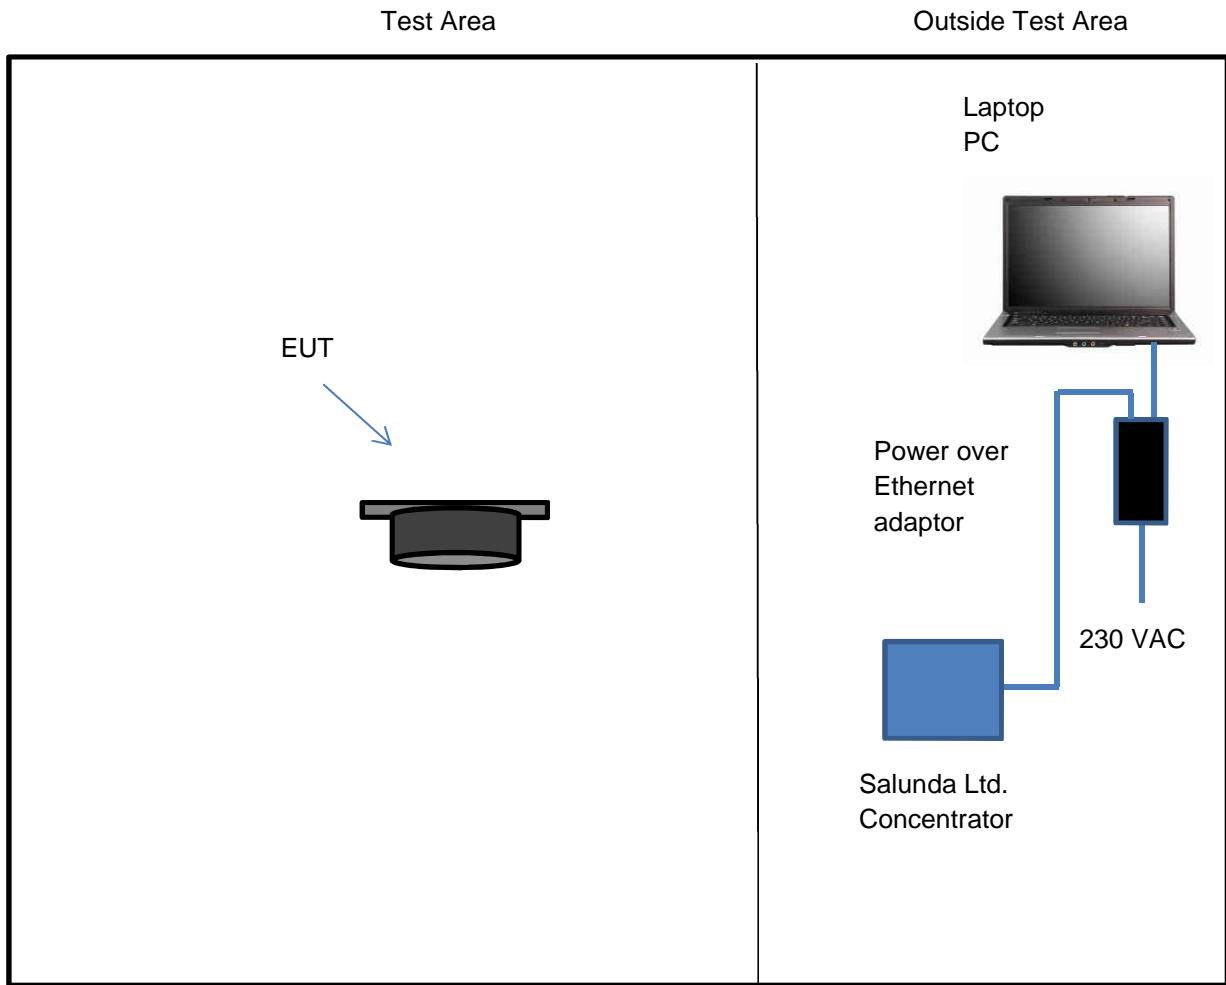 Test Area
Outside Test Area
Laptop
PC
EUT
Power over
Ethernet
adaptor
230 VAC
Salunda Ltd.
Concentrator